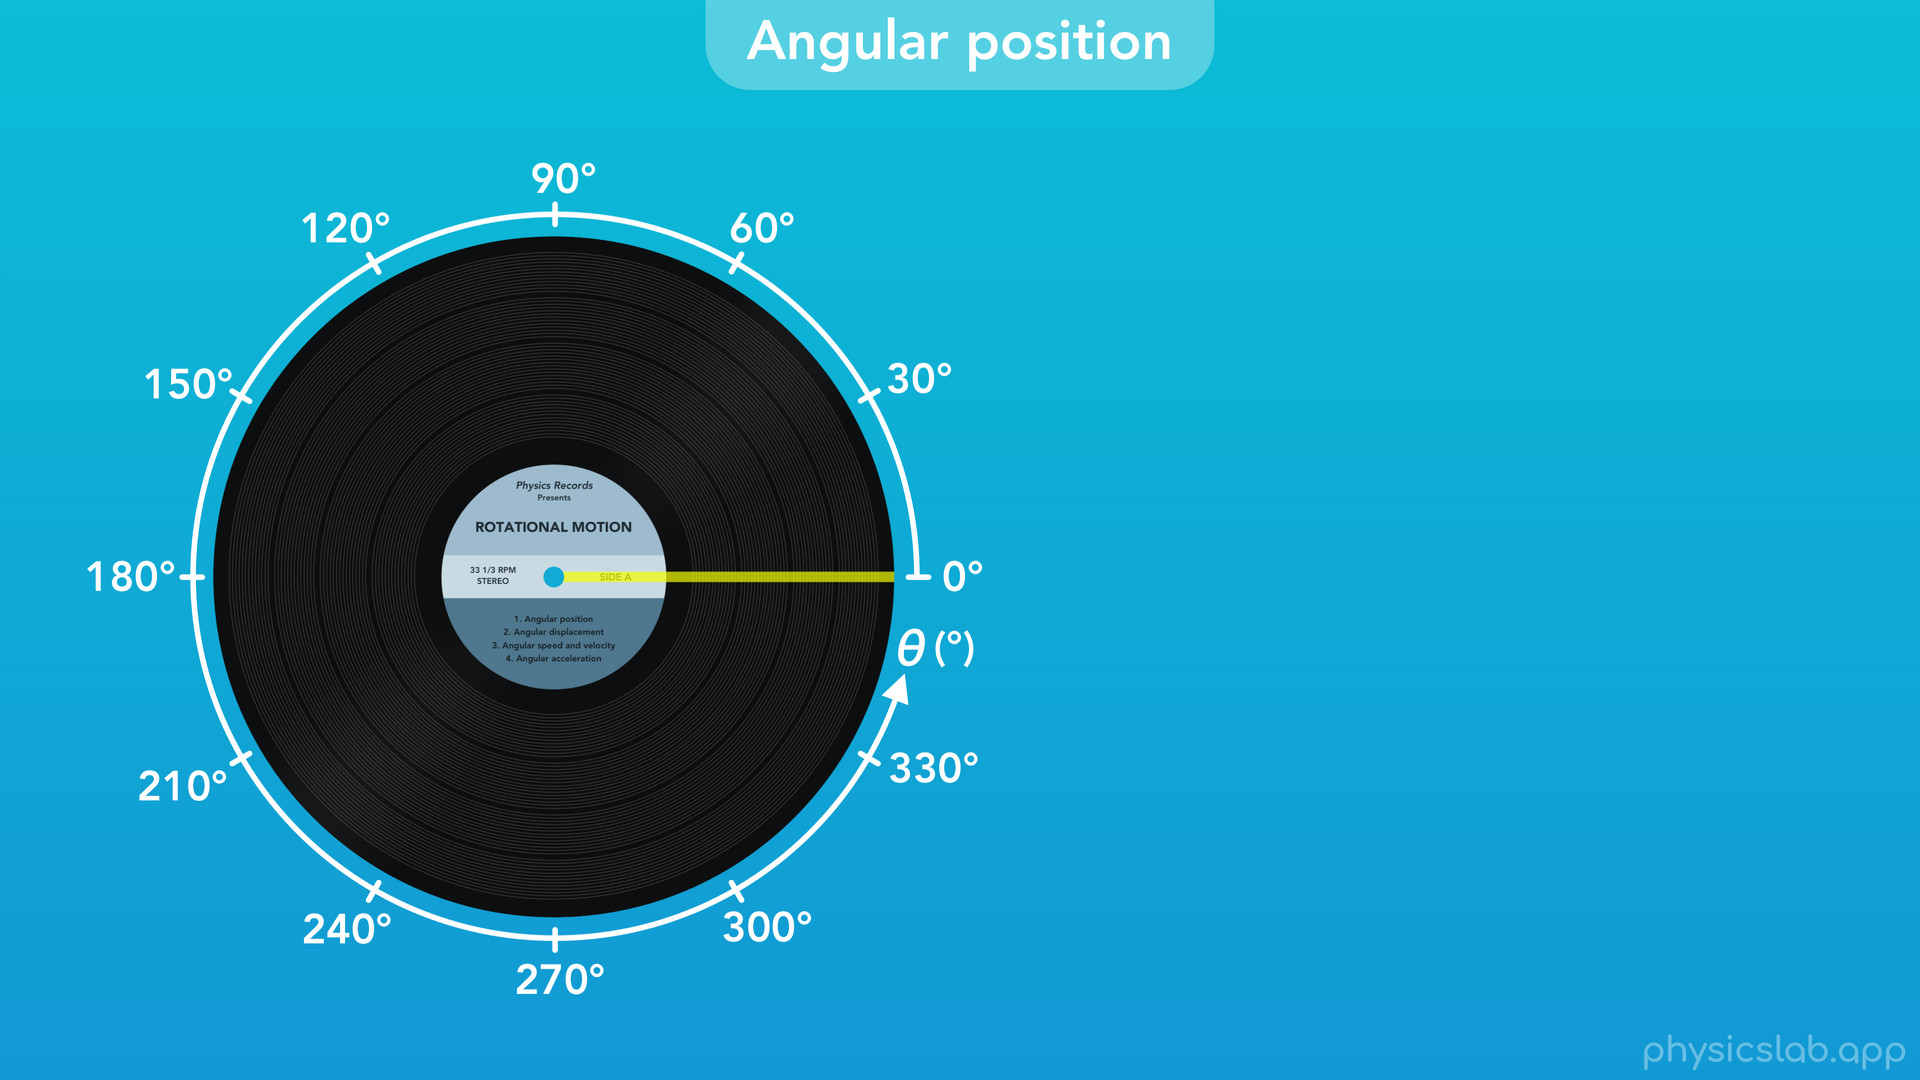 Angular position
90°
120°
60°
150°
30°
Physics Records
Presents
ROTATIONAL MOTION
33 1/3 RPM
STEREO
SIDE A
180°
0°
1. Angular position
2. Angular displacement
3. Angular speed and velocity
4. Angular acceleration
θ (°)
210°
330°
240°
300°
270°
physicslab.app